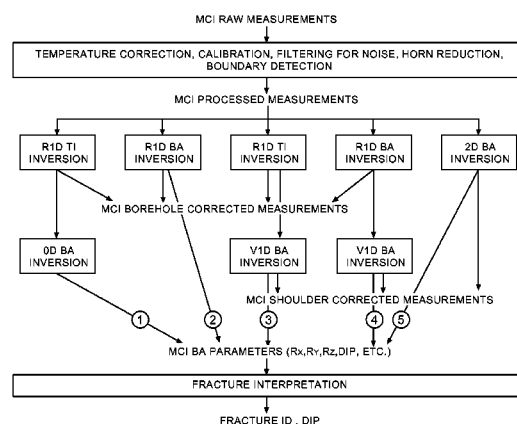 MCI RAW MEASUREMENTS
TEMPERATURE CORRECTION, CALIBRATION, FILTERING FOR NOISE, HORN REDUCTION,
BOUNDARY DETECTION
MCI PROCESSED MEASUREMENTS
R1D TI
INVERSION
R1D BA
INVERSION
R1D TI
INVERSION
R1D BA
INVERSION
2D BA
INVERSION
MCI BOREHOLE CORRECTED MEASUREMENTS
0D BA
INVERSION
V1D BA
INVERSION
V1D BA
INVERSION
MCI SHOULDER CORRECTED MEASUREMENTS
1
2
3
4
5
MCI BA PARAMETERS (Rx,Ry,Rz,DIP, ETC.)
FRACTURE INTERPRETATION
FRACTURE ID , DIP